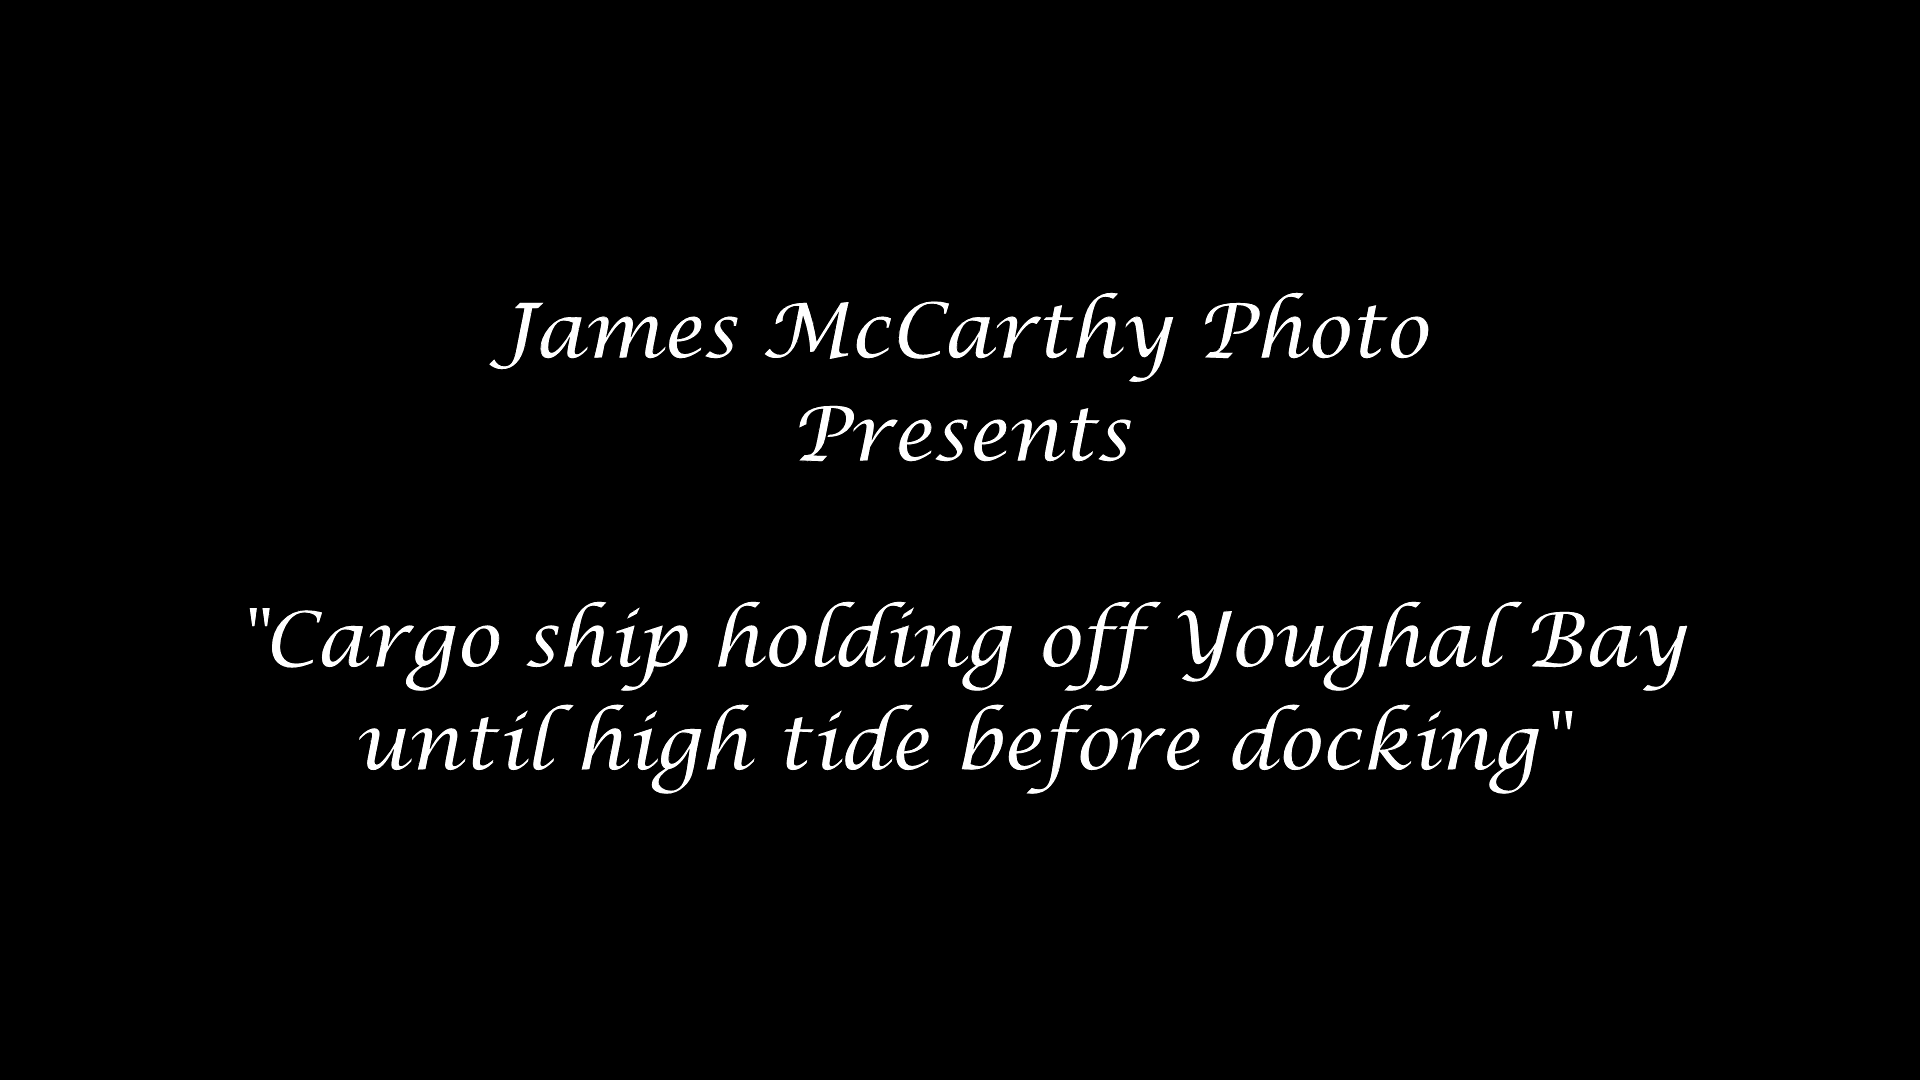 James McCarthy Photo
Presents
"Cargo ship holding off Youghal Bay
until high tide before docking"